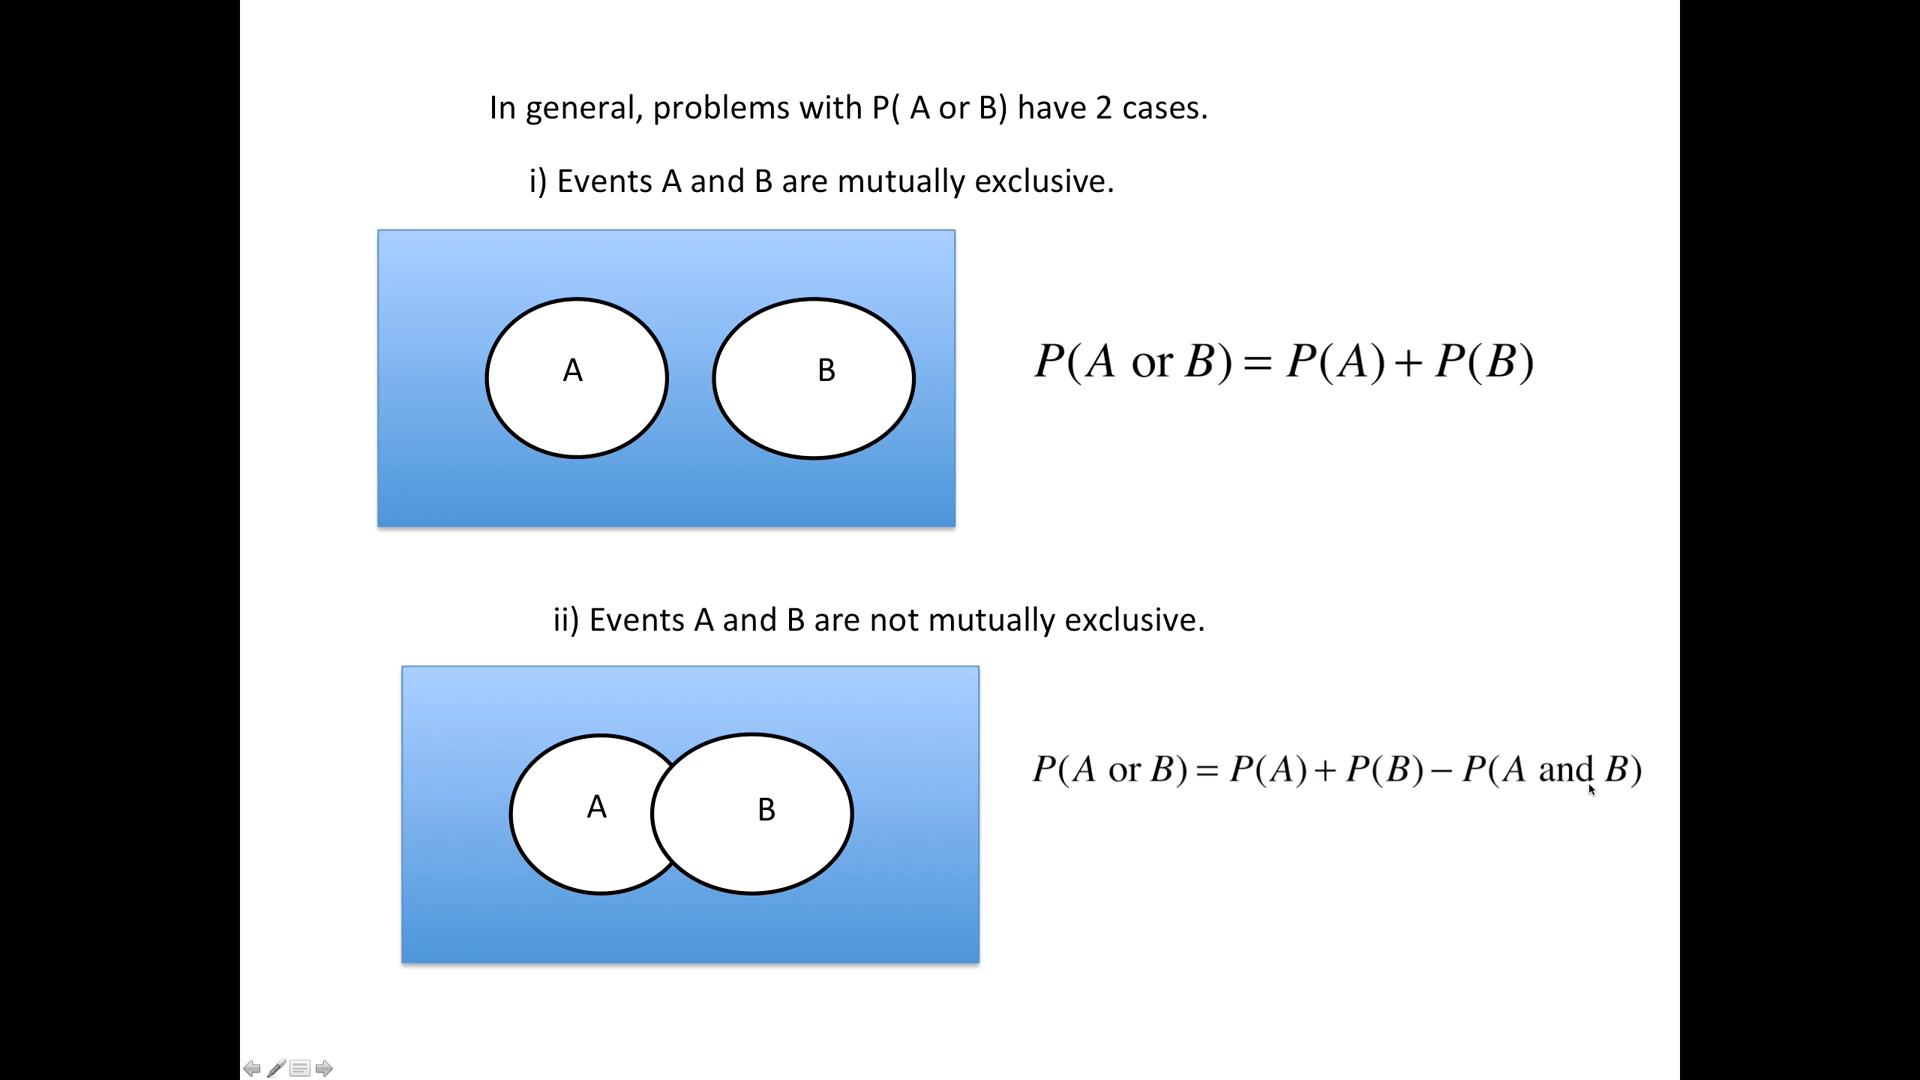 In general, problems with P( A or B) have 2 cases.
i) Events A and B are mutually exclusive.
A
B
P(A or B) = P(A) + P(B)
ii) Events A and B are not mutually exclusive.
A
B
P(A or B) = P(A) + P(B) − P(A and B)